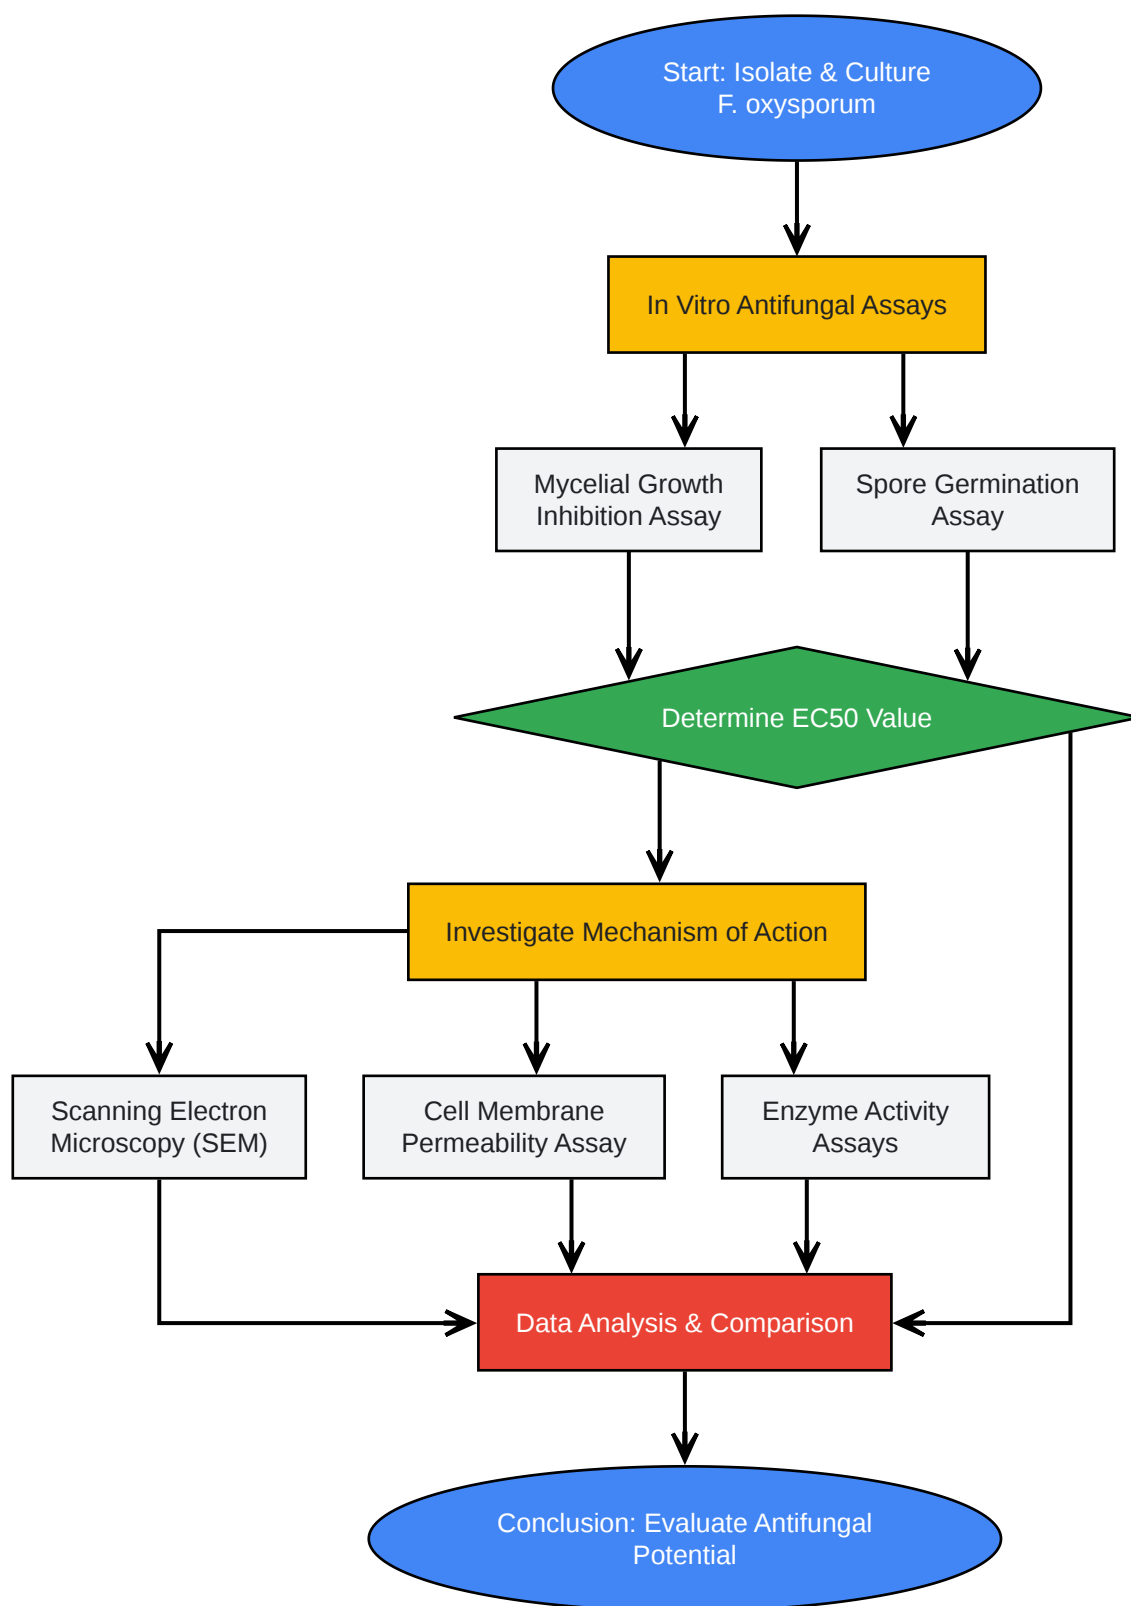 Start: Isolate & Culture
F. oxysporum
In Vitro Antifungal Assays
Mycelial Growth
Inhibition Assay
Spore Germination
Assay
Determine EC50 Value
Investigate Mechanism of Action
Scanning Electron
Microscopy (SEM)
Cell Membrane
Permeability Assay
Enzyme Activity
Assays
Data Analysis & Comparison
Conclusion: Evaluate Antifungal
Potential